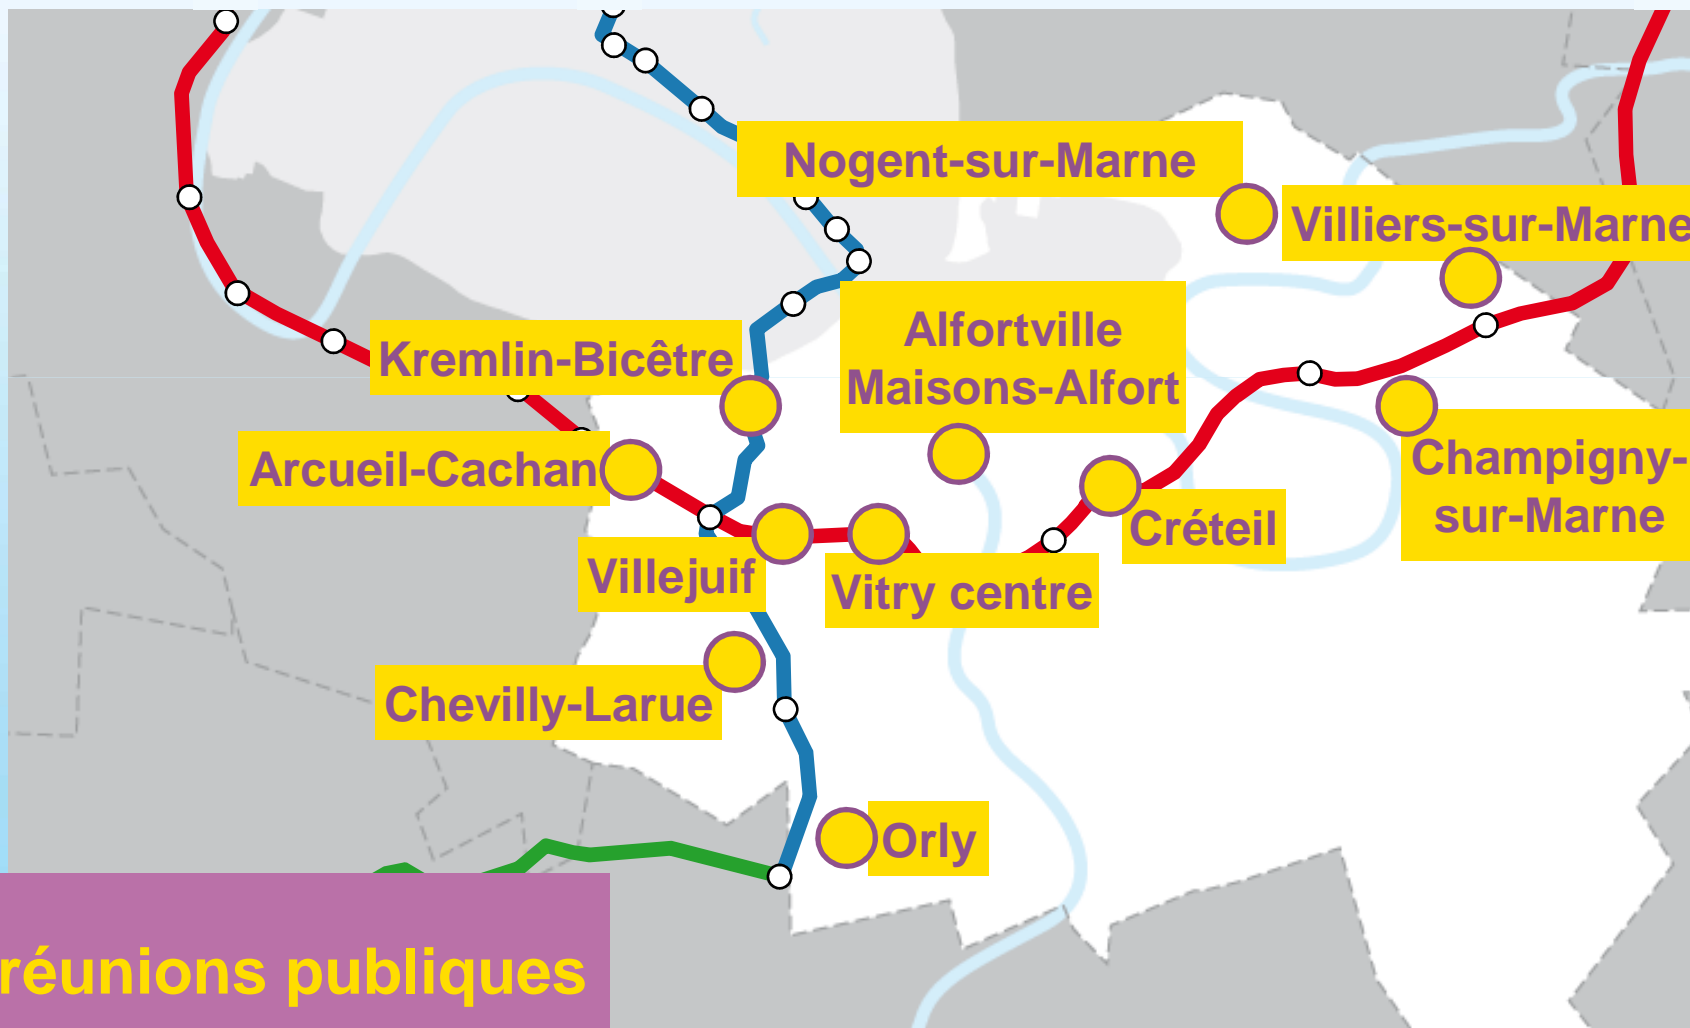 Nogent-sur-Marne
Villiers-sur-Marne
Alfortville
Maisons-Alfort
Kremlin-Bicêtre
Arcueil-Cachan
Champigny-
sur-Marne
Créteil
Villejuif
Vitry centre
Chevilly-Larue
Orly
réunions publiques